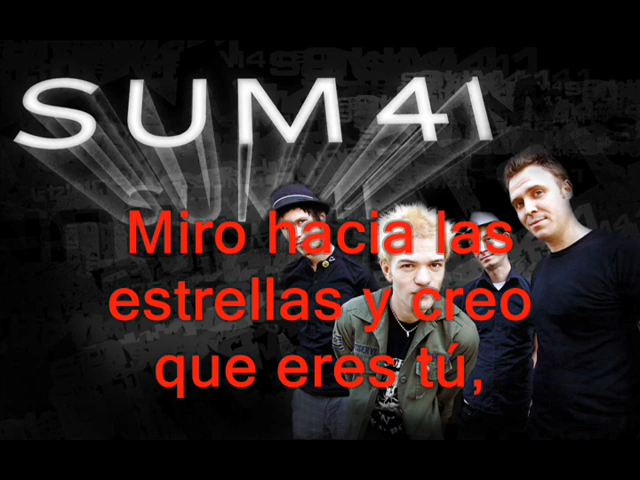 SUM 41
Miro hacia las
estrellas y creo
que eres tú,